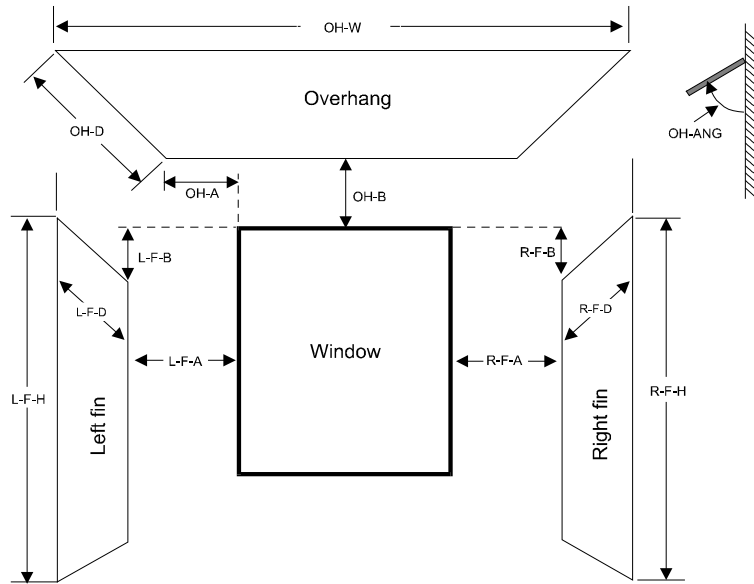 OH-W
Overhang
OH-D
OH-ANG
OH-A
OH-B
L-F-B
R-F-B
L-F-D
R-F-D
Window
L-F-A
R-F-A
L-F-H
R-F-H
Left fin
Right fin